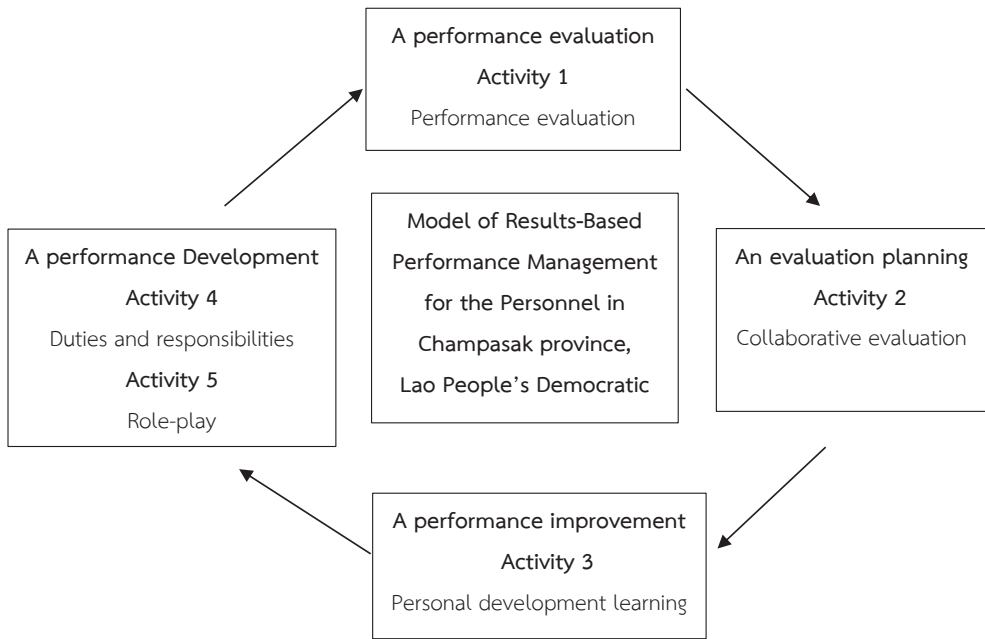 A performance evaluation
Activity 1
Performance evaluation
Model of Results-Based
Performance Management
for the Personnel in
Champasak province,
Lao People’s Democratic
A performance Development
Activity 4
Duties and responsibilities
Activity 5
Role-play
An evaluation planning
Activity 2
Collaborative evaluation
A performance improvement
Activity 3
Personal development learning